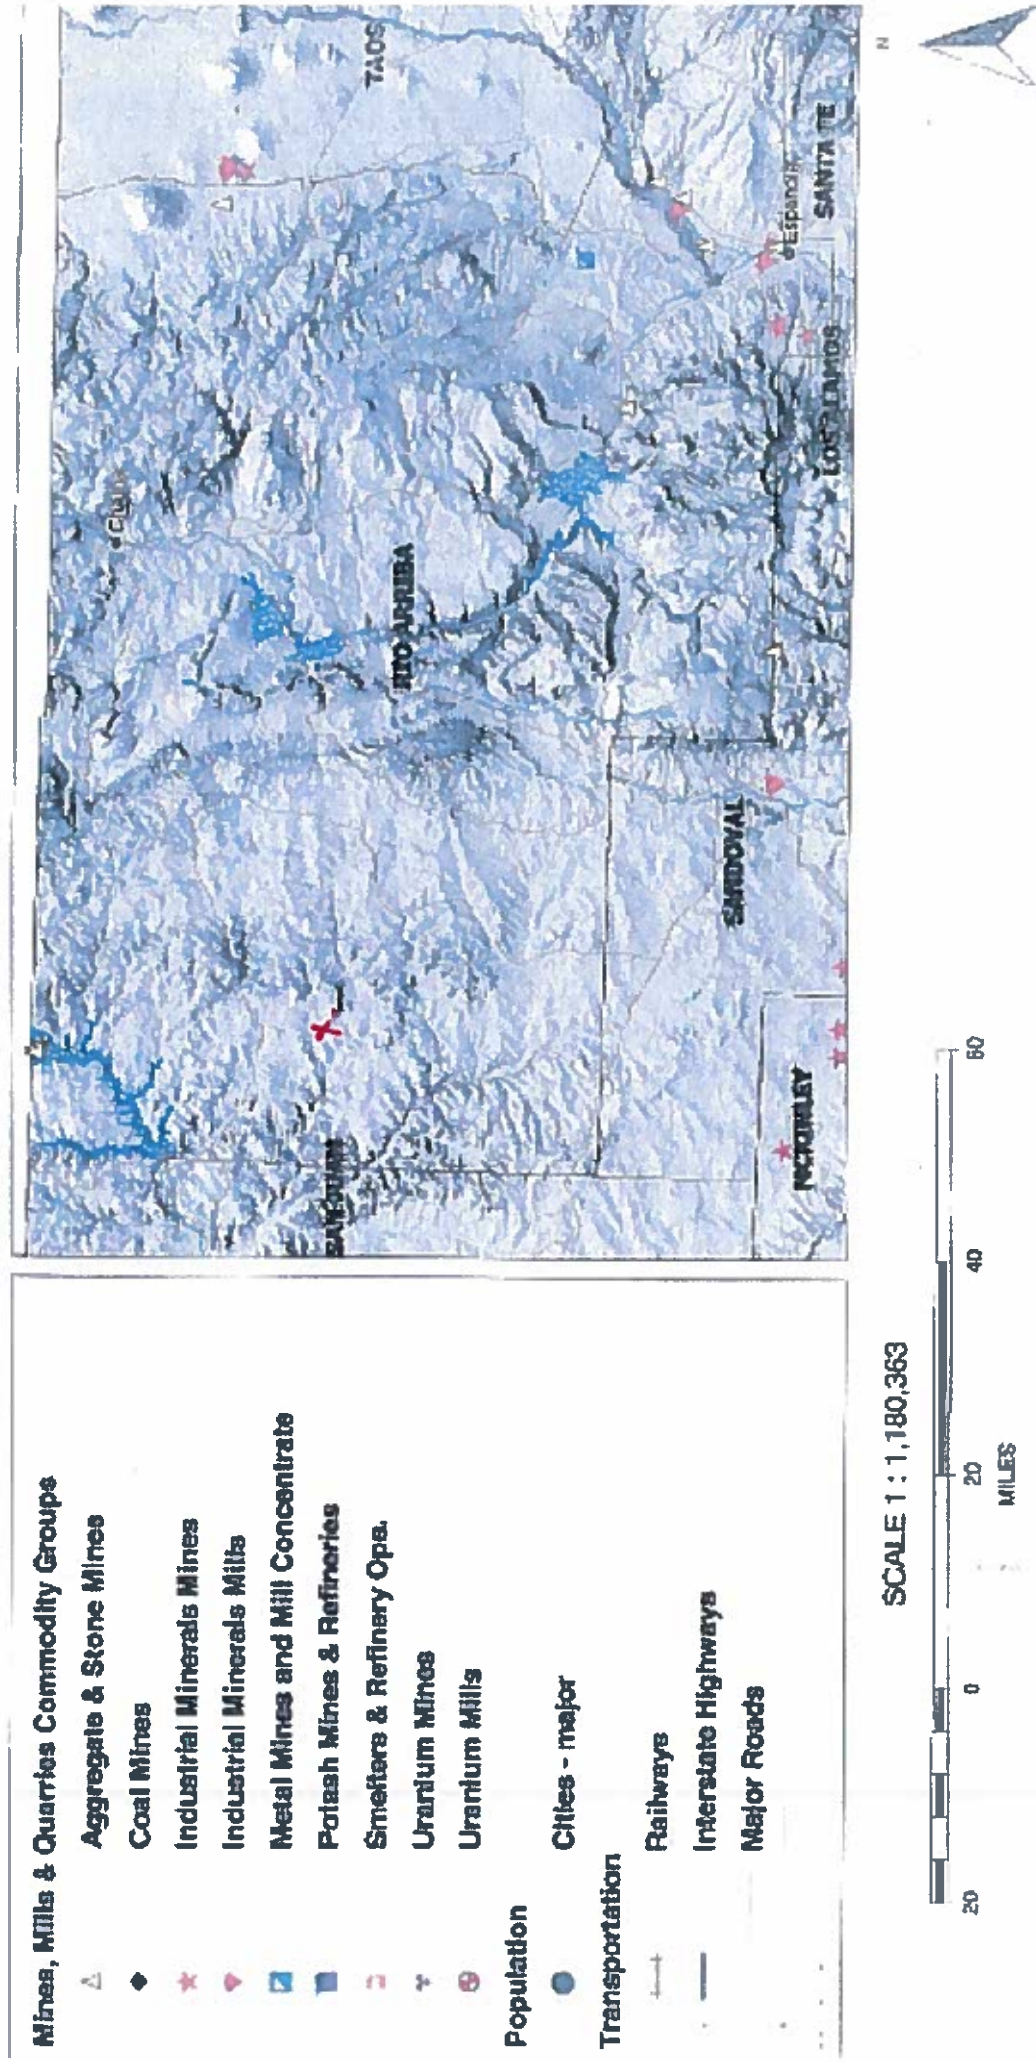 Mines, Mills & Quarries Commodity Groups
Aggregate & Stone Mines
Coal Mines
Industrial Minerals Mines
Industrial Minerals Mills
Metal Mines and Mill Concentrate
Potash Mines & Refineries
Smelters & Refinery Ops.
Uranium Mines
Uranium Mills
Population
Cities - major
Transportation
Railways
Interstate Highways
Major Roads
SAN JUAN
RIO ARRIBA
Chama
TAOS
SANDOVAL
MCKINLEY
LOS ALAMOS
Espanola
SANTA FE
N
SCALE 1 : 1,180,363
20 0 20 40 60
MILES